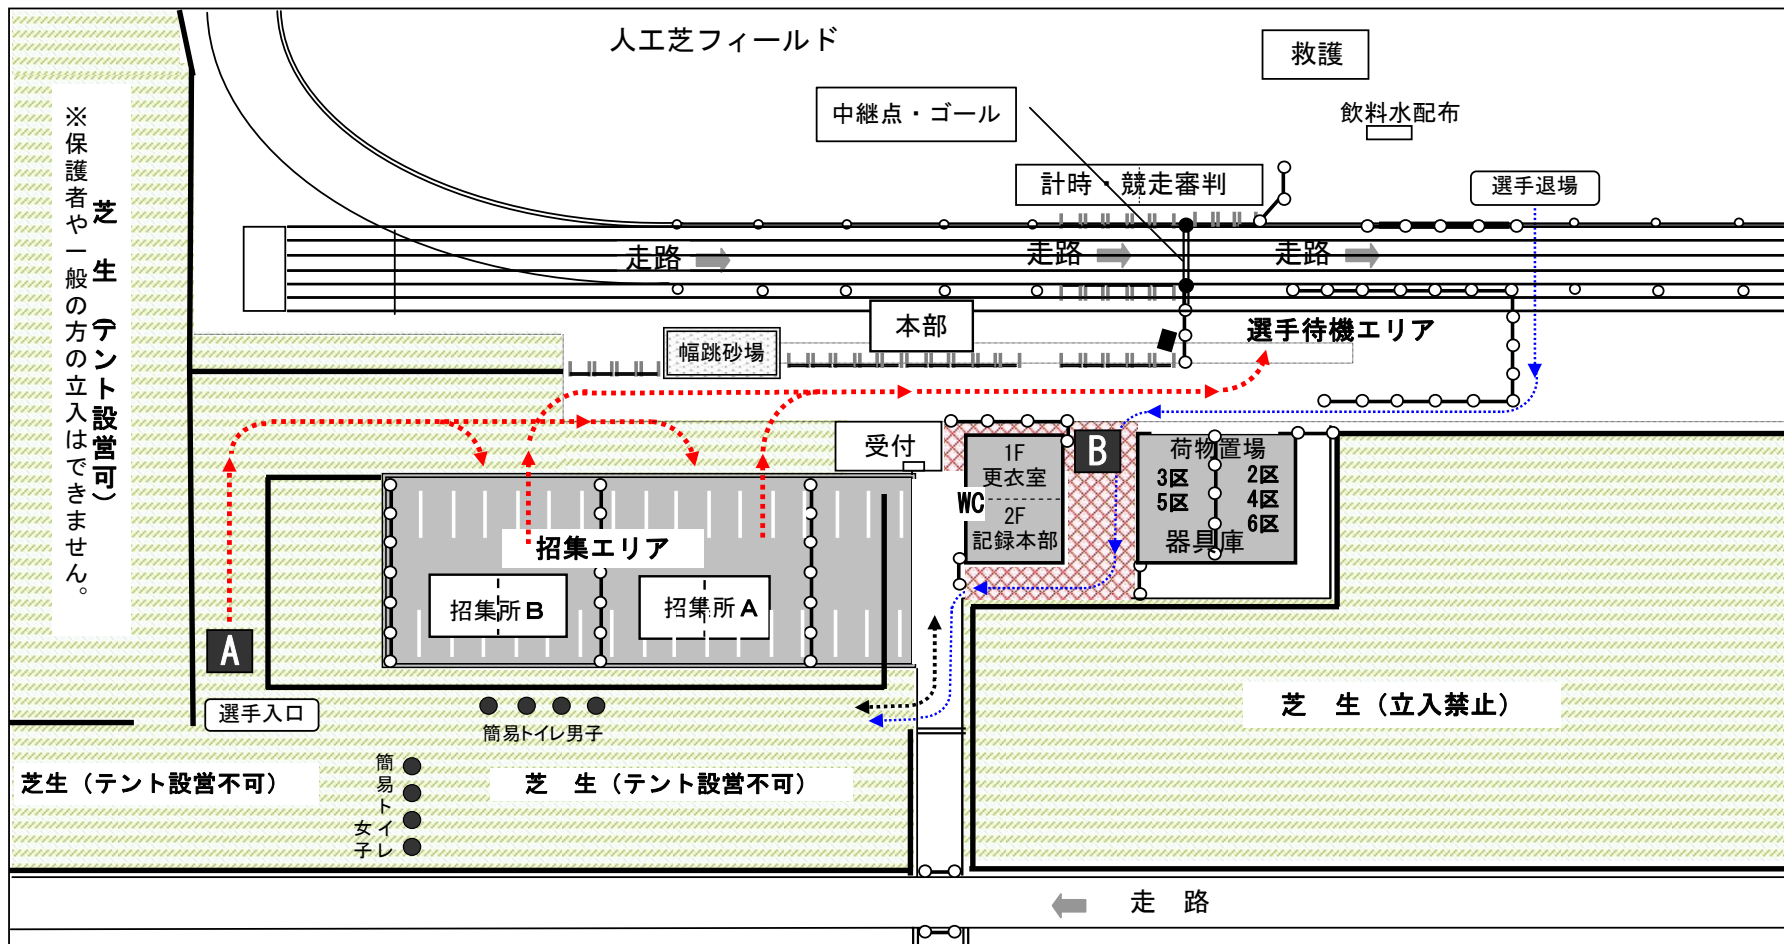 人工芝フィールド
救護
中継点・ゴール
飲料水配布
計時・競走審判
選手退場
※保護者や一般の方の立入はできません。
芝 生 (テント設営可)
走路
走路
走路
本部
選手待機エリア
幅跳砂場
受付
1F
更衣室
2F
記録本部
WC
B
荷物置場
3区
5区
2区
4区
6区
器具庫
招集エリア
招集所B
招集所A
A
選手入口
簡易トイレ男子
簡易トイレ
女子
芝生(テント設営不可)
芝 生(テント設営不可)
芝 生(立入禁止)
走 路